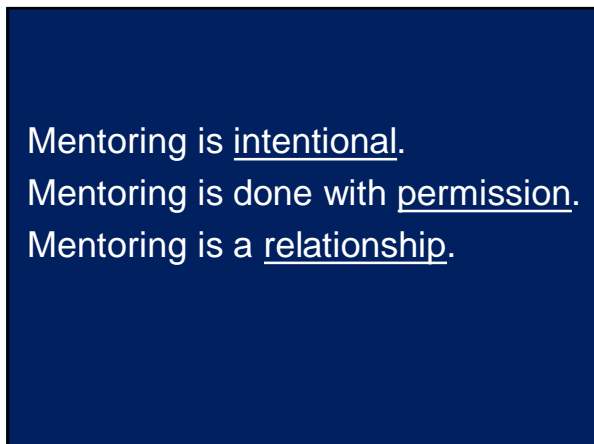 Mentoring is intentional.
Mentoring is done with permission.
Mentoring is a relationship.